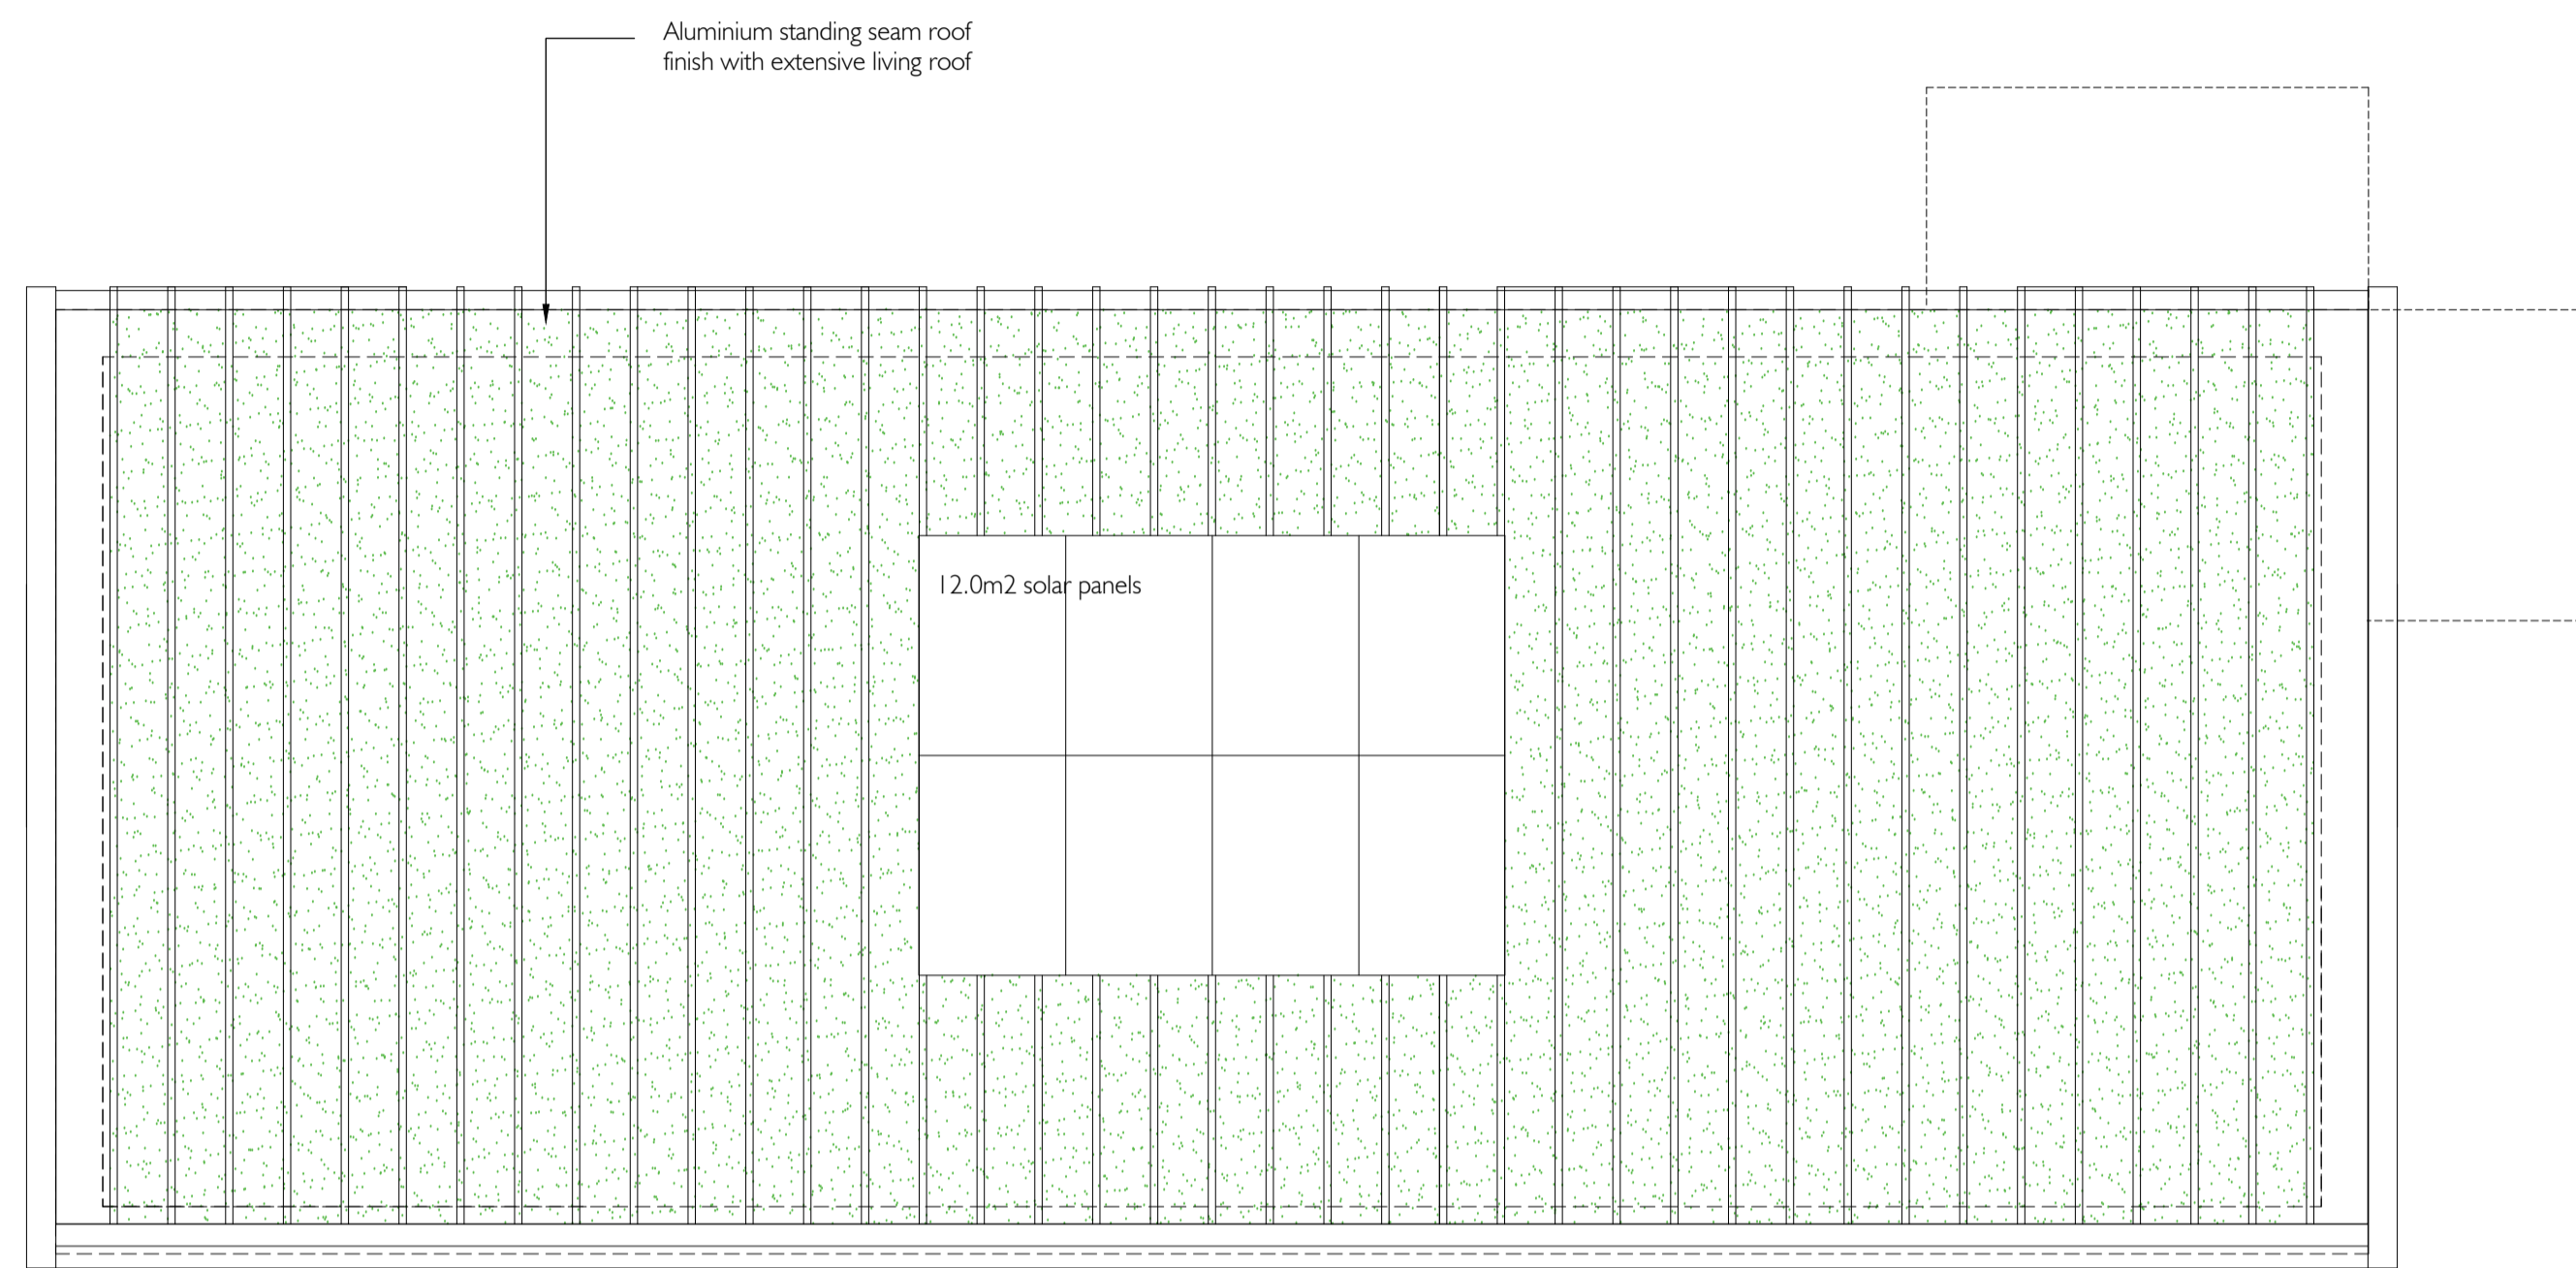 Aluminium standing seam roof
finish with extensive living roof
12.0m2 solar panels